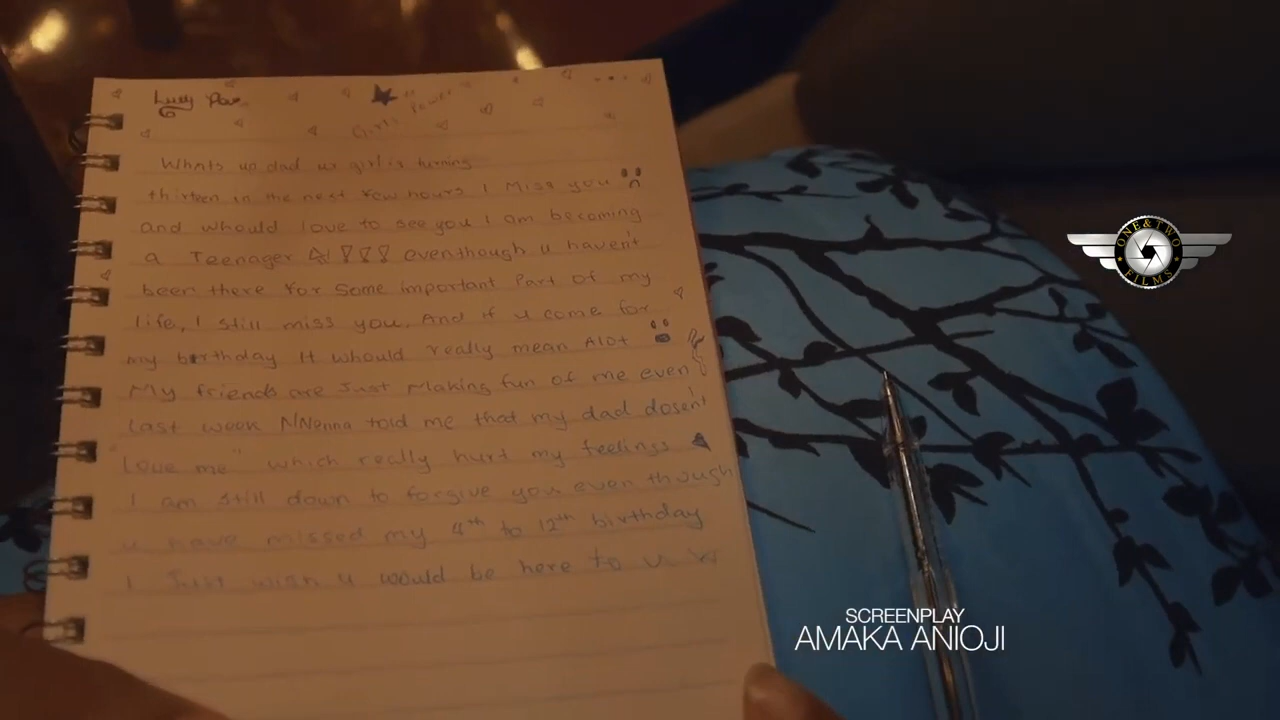 Girls Power
Whats up dad ur girl is turning
thirteen in the nest few hours I Miss you
and whould love to see you I am becoming
a Teenager !!! eventhough u haven't
been there for some important Part of my
life, I still miss you. And if u come for
my birthday It whould really mean Alot
My friends are Just Making fun of me even
last week NNenna told me that my dad dosen't
"love me" which really hurt my feelings
I am still down to forgive you even though
u have missed my 4th to 12th birthday
I Just wish u would be here to
ONE&TWO
FILMS
SCREENPLAY
AMAKA ANIOJI